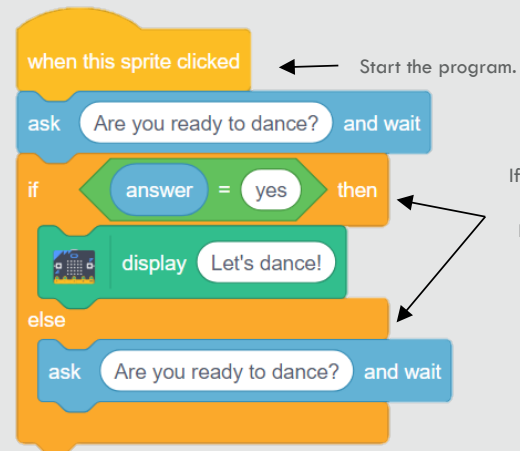 when this sprite clicked
Start the program.
ask Are you ready to dance? and wait
if answer = yes then
If
display Let's dance!
else
ask Are you ready to dance? and wait